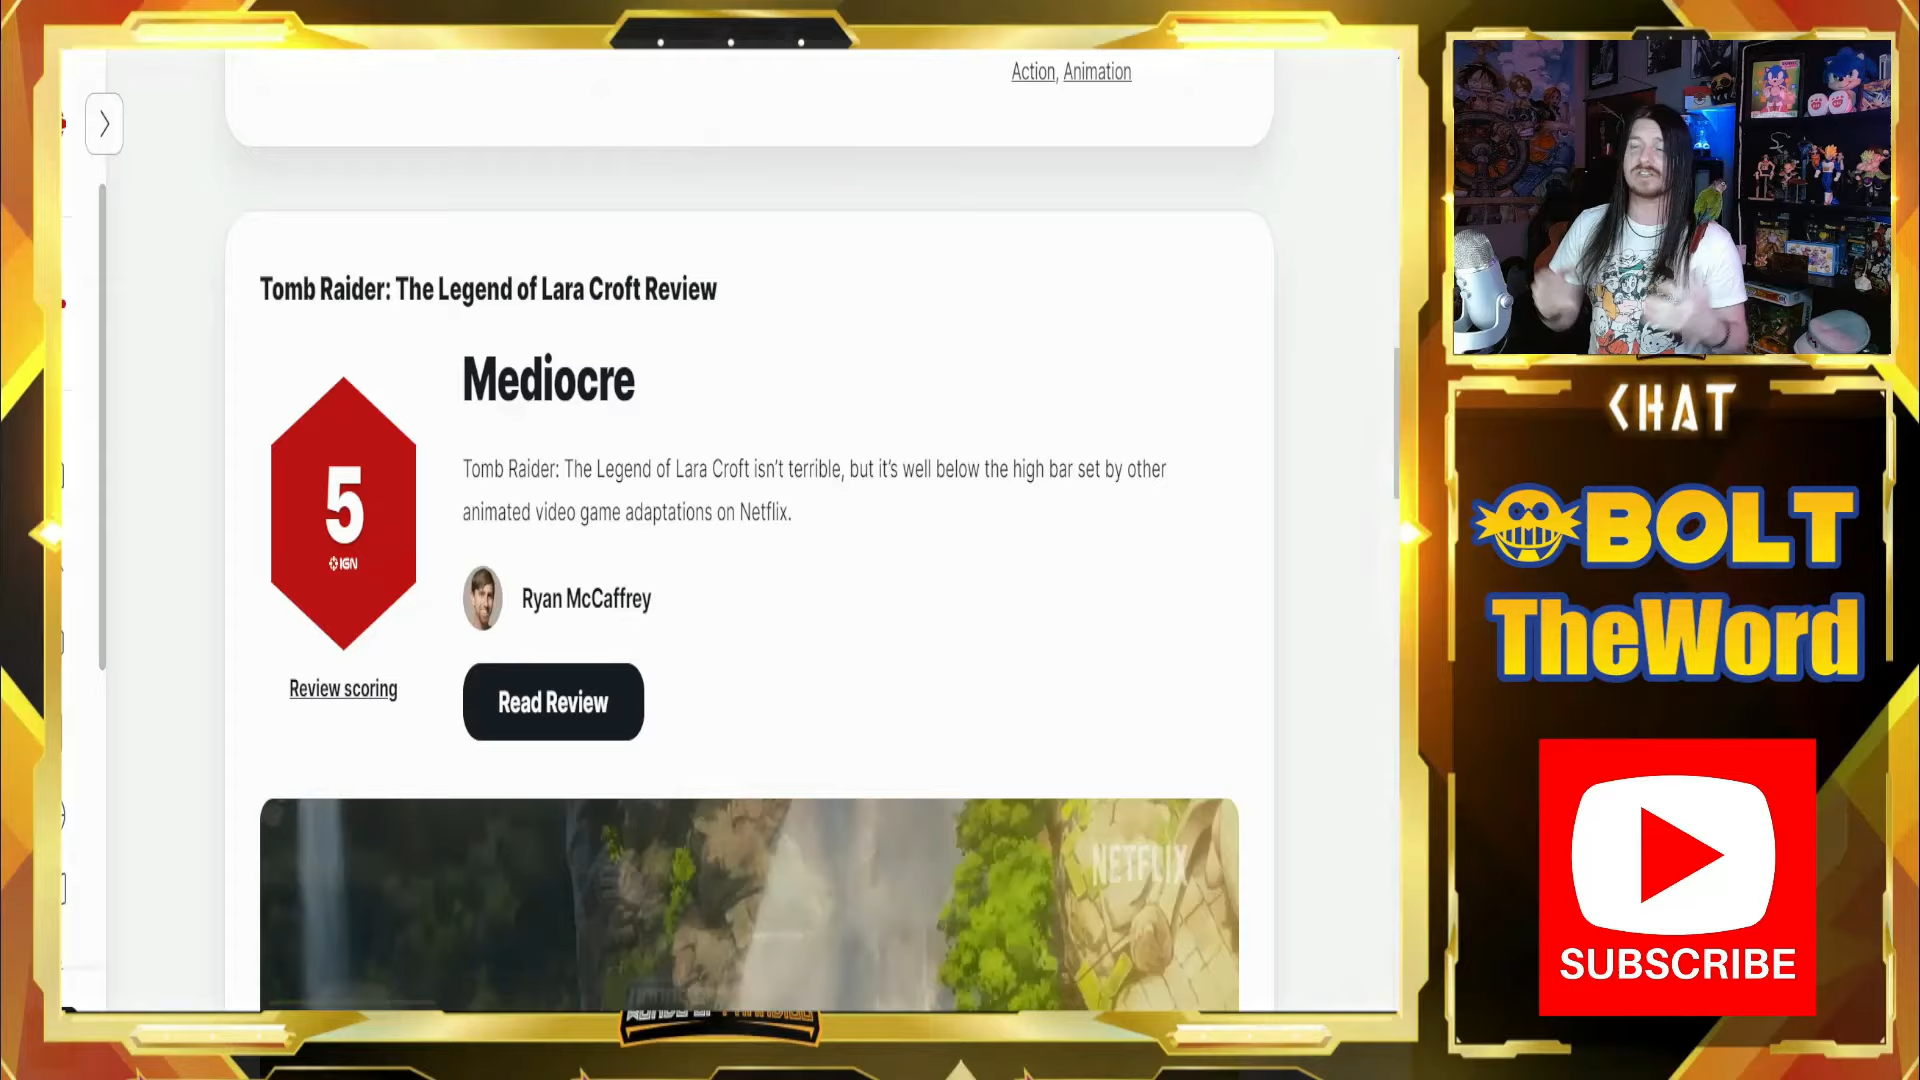 Action, Animation
Tomb Raider: The Legend of Lara Croft Review
Mediocre
5
IGN
Tomb Raider: The Legend of Lara Croft isn't terrible, but it's well below the high bar set by other
animated video game adaptations on Netflix.
Ryan McCaffrey
Review scoring
Read Review
NETFLIX
CHAT
BOLT
TheWord
SUBSCRIBE